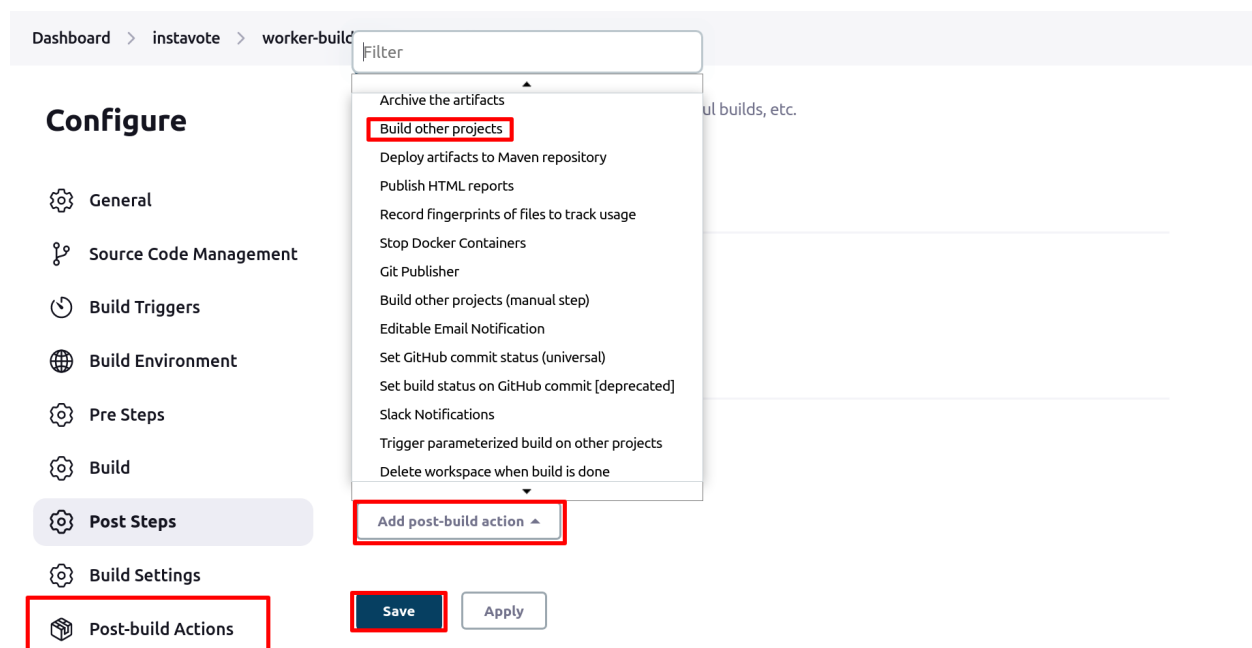 Dashboard > instavote > worker-build
Filter
Configure
General
Source Code Management
Build Triggers
Build Environment
Pre Steps
Build
Post Steps
Build Settings
Post-build Actions
ul builds, etc.
Archive the artifacts
Build other projects
Deploy artifacts to Maven repository
Publish HTML reports
Record fingerprints of files to track usage
Stop Docker Containers
Git Publisher
Build other projects (manual step)
Editable Email Notification
Set GitHub commit status (universal)
Set build status on GitHub commit [deprecated]
Slack Notifications
Trigger parameterized build on other projects
Delete workspace when build is done
Add post-build action
Save
Apply